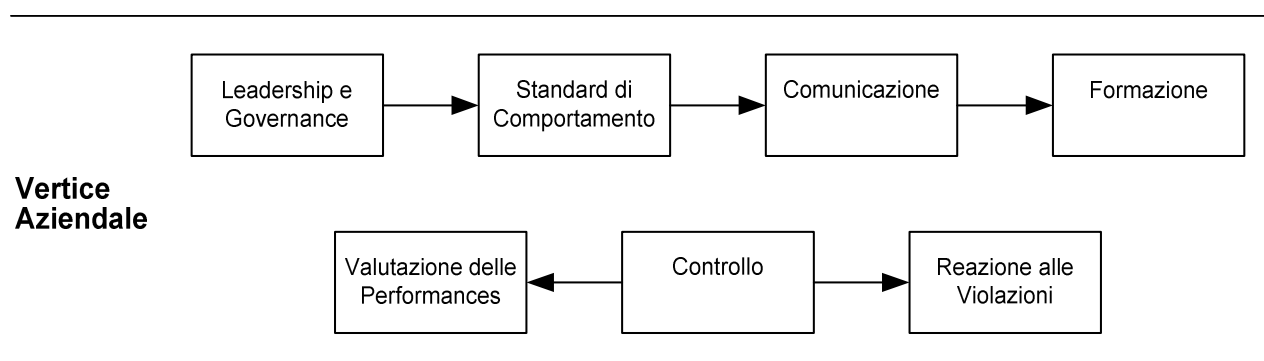 Leadership e
Governance
Standard di
Comportamento
Comunicazione
Formazione
Vertice
Aziendale
Valutazione delle
Performances
Controllo
Reazione alle
Violazioni